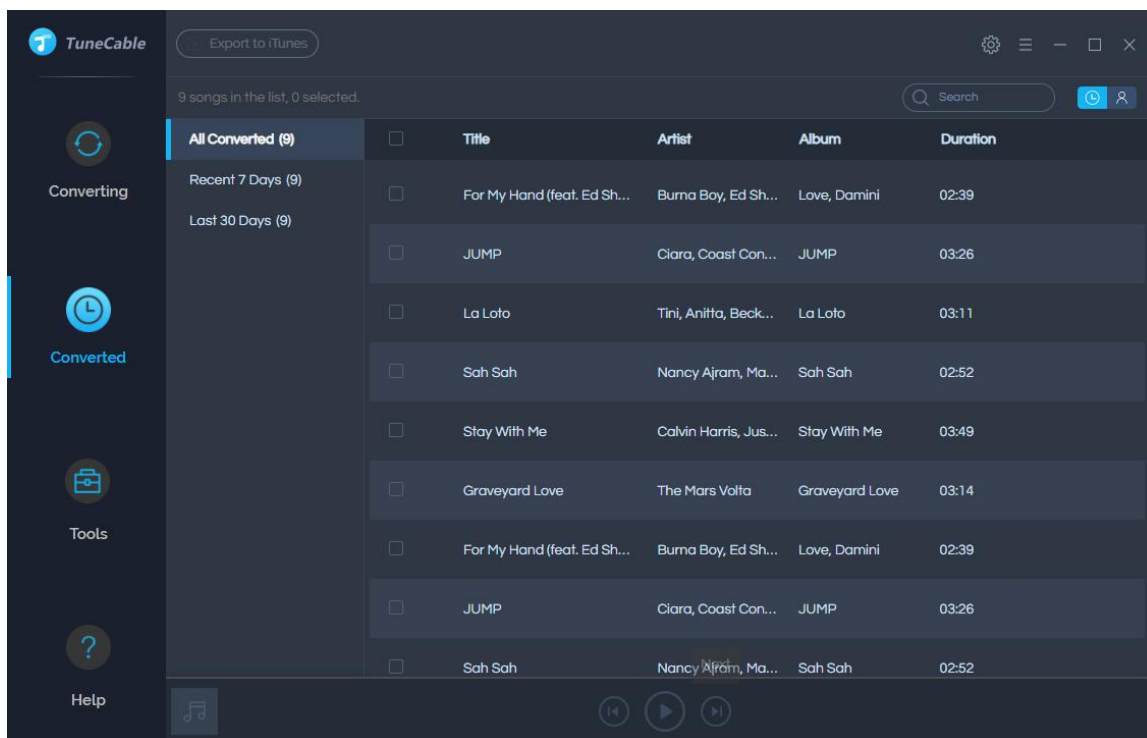 TuneCable
Export to iTunes
9 songs in the list, 0 selected.
Search
Converting
Converted
Tools
Help
All Converted (9)
Recent 7 Days (9)
Last 30 Days (9)
Title Artist Album Duration
For My Hand (feat. Ed Sh... Burna Boy, Ed Sh... Love, Damini 02:39
JUMP Ciara, Coast Con... JUMP 03:26
La Loto Tini, Anitta, Beck... La Loto 03:11
Sah Sah Nancy Ajram, Ma... Sah Sah 02:52
Stay With Me Calvin Harris, Jus... Stay With Me 03:49
Graveyard Love The Mars Volta Graveyard Love 03:14
For My Hand (feat. Ed Sh... Burna Boy, Ed Sh... Love, Damini 02:39
JUMP Ciara, Coast Con... JUMP 03:26
Sah Sah Nancy Ajram, Ma... Sah Sah 02:52
Next